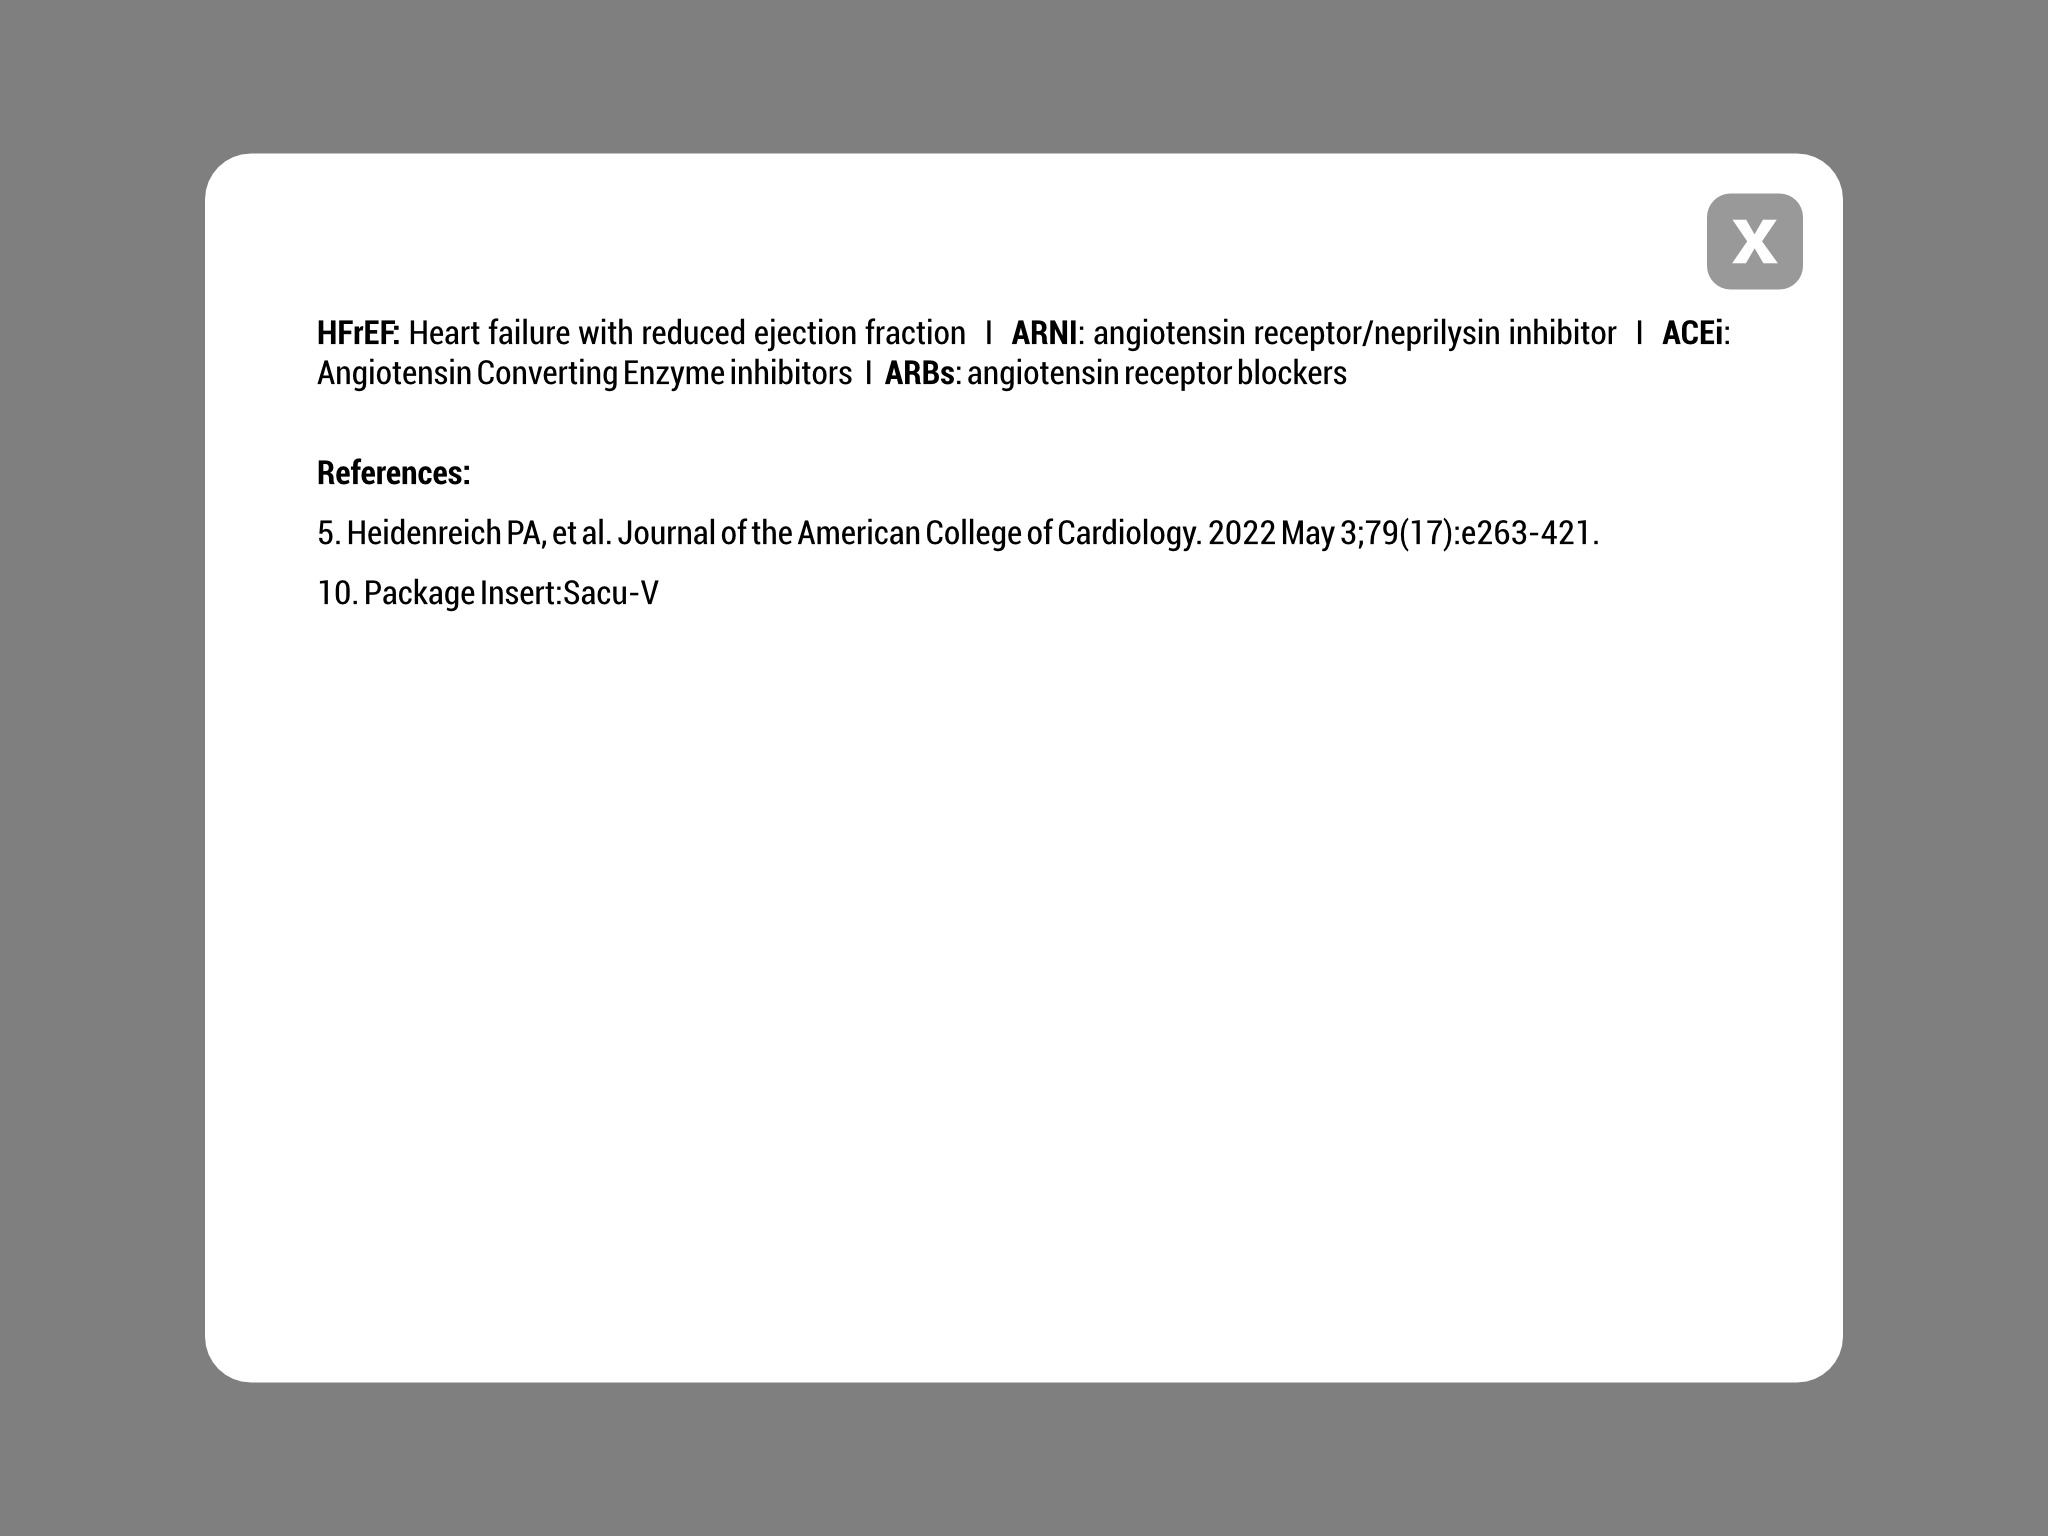 X
HFrEF: Heart failure with reduced ejection fraction I ARNI: angiotensin receptor/neprilysin inhibitor I ACEi:
Angiotensin Converting Enzyme inhibitors I ARBs: angiotensin receptor blockers
References:
5. Heidenreich PA, et al. Journal of the American College of Cardiology. 2022 May 3;79(17):e263-421.
10. Package Insert:Sacu-V